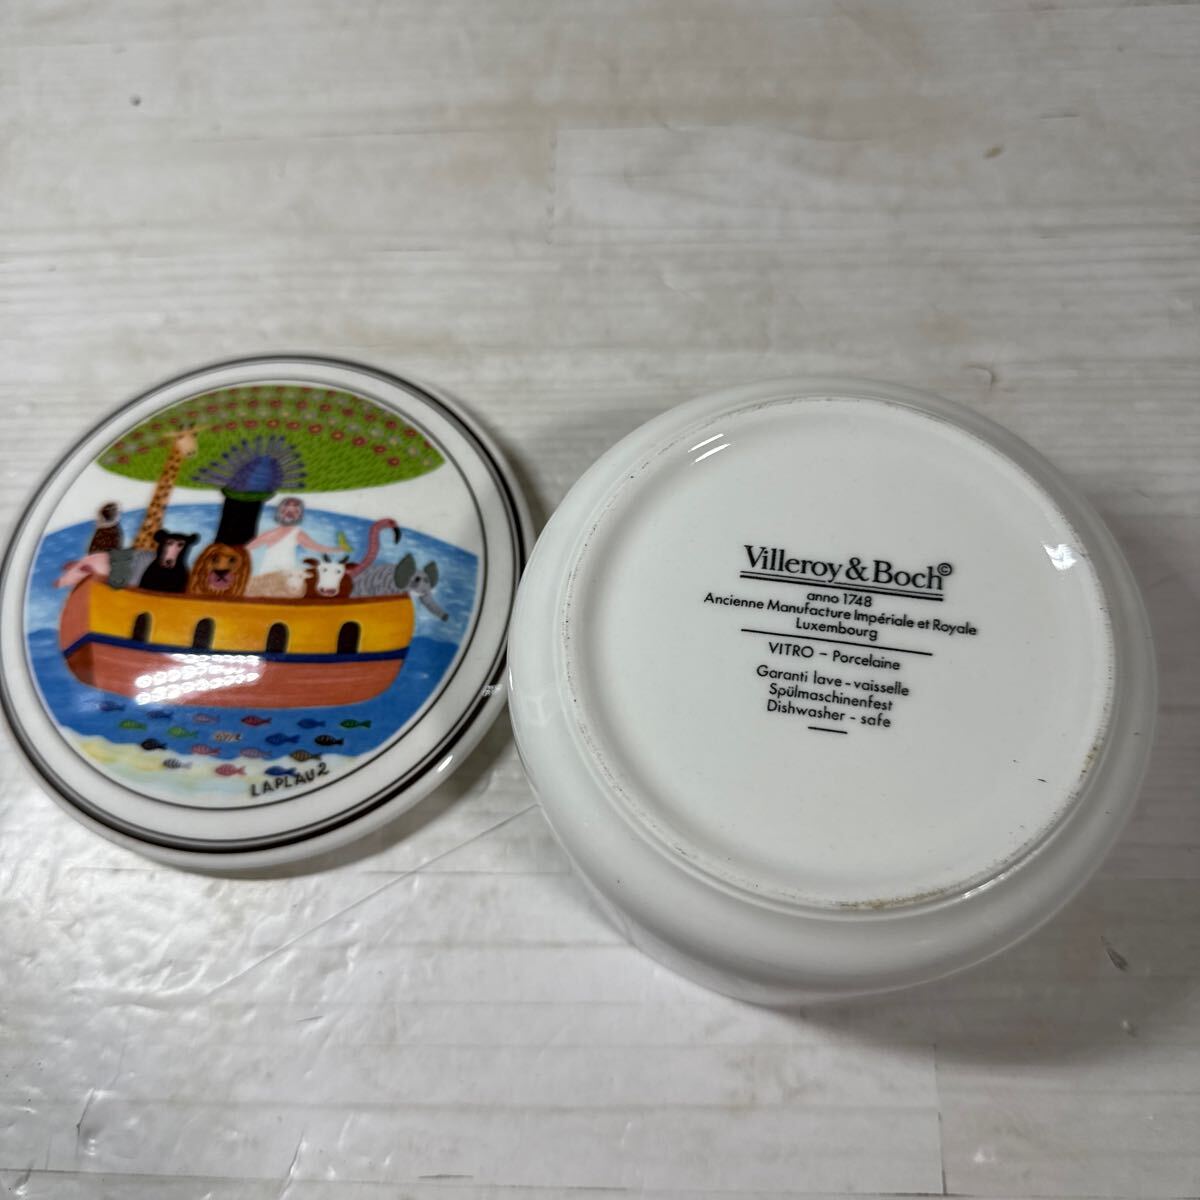 LAPLAU2
Villeroy & Boch©
anno 1748
Ancienne Manufacture Impériale et Royale
Luxembourg
VITRO – Porcelaine
Garanti lave - vaisselle
Spülmaschinenfest
Dishwasher - safe